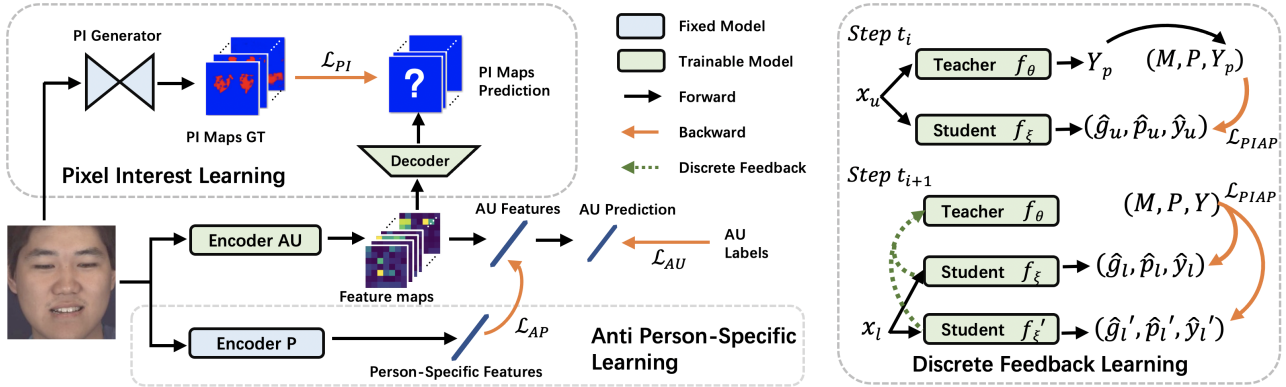 PI Generator
PI Maps GT
ℒ_PI
?
PI Maps
Prediction
Decoder
Pixel Interest Learning
Fixed Model
Trainable Model
Forward
Backward
Discrete Feedback
Encoder AU
Feature maps
AU Features
AU Prediction
ℒ_AU
AU
Labels
Encoder P
Person-Specific Features
ℒ_AP
Anti Person-Specific
Learning
Step t_i
x_u
Teacher f_θ
Y_p
(M, P, Y_p)
Student f_ξ
(ĝ_u, p̂_u, ŷ_u)
ℒ_PIAP
Step t_{i+1}
Teacher f_θ
(M, P, Y)
ℒ_PIAP
Student f_ξ
(ĝ_l, p̂_l, ŷ_l)
x_l
Student f_ξ′
(ĝ_l′, p̂_l′, ŷ_l′)
Discrete Feedback Learning